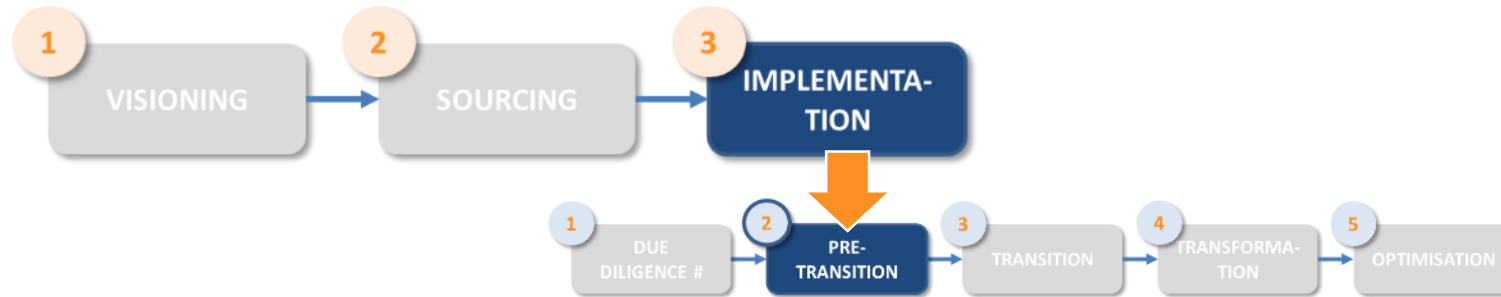 1
VISIONING
2
SOURCING
3
IMPLEMENTA-
TION
1
DUE
DILIGENCE #
2
PRE-
TRANSITION
3
TRANSITION
4
TRANSFORMA-
TION
5
OPTIMISATION